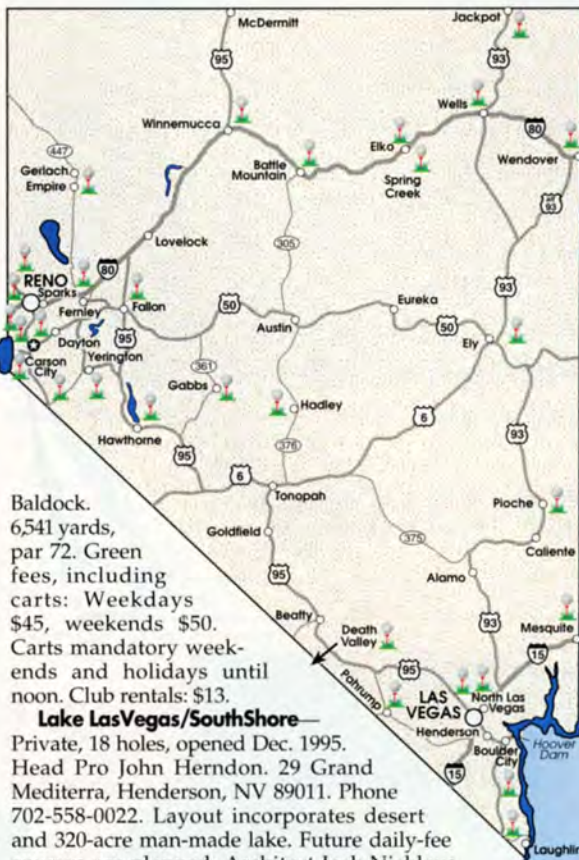 McDermitt
Jackpot
95
93
Wells
Winnemucca
80
447
Battle
Mountain
Elko
Spring
Creek
Wendover
Gerlach
Empire
ALT
93
Lovelock
305
RENO
Sparks
80
93
Fernley
Fallon
50
Eureka
Austin
50
95
Dayton
Ely
Carson
City
Yerington
361
Gabbs
Hadley
6
Hawthorne
376
93
95
6
Tonopah
Pioche
Goldfield
375
Caliente
Alamo
95
93
Beatty
Mesquite
Death
Valley
15
95
Pahrump
LAS
VEGAS
North Las
Vegas
Henderson
Boulder
City
Hoover
Dam
15
Laughlin
Baldock.
6,541 yards,
par 72. Green
fees, including
carts: Weekdays
$45, weekends $50.
Carts mandatory week-
ends and holidays until
noon. Club rentals: $13.
Lake LasVegas/SouthShore—
Private, 18 holes, opened Dec. 1995.
Head Pro John Herndon. 29 Grand
Mediterra, Henderson, NV 89011. Phone
702-558-0022. Layout incorporates desert
and 320-acre man-made lake. Future daily-fee